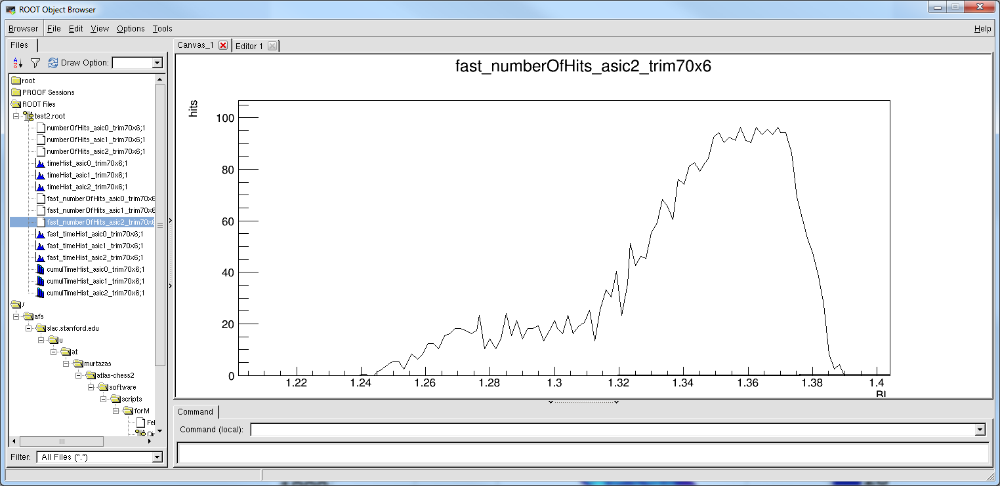 ROOT Object Browser
Browser File Edit View Options Tools Help
Files
Canvas_1 Editor 1
Draw Option:
root
PROOF Sessions
ROOT Files
test2.root
numberOfHits_asic0_trim70x6;1
numberOfHits_asic1_trim70x6;1
numberOfHits_asic2_trim70x6;1
timeHist_asic0_trim70x6;1
timeHist_asic1_trim70x6;1
timeHist_asic2_trim70x6;1
fast_numberOfHits_asic0_trim70x6
fast_numberOfHits_asic1_trim70x6
fast_numberOfHits_asic2_trim70x6
fast_timeHist_asic0_trim70x6;1
fast_timeHist_asic1_trim70x6;1
fast_timeHist_asic2_trim70x6;1
cumulTimeHist_asic0_trim70x6;1
cumulTimeHist_asic1_trim70x6;1
cumulTimeHist_asic2_trim70x6;1
/
afs
slac.stanford.edu
u
at
murtazas
atlas-chess2
software
scripts
forM
Filter: All Files (*.*)
fast_numberOfHits_asic2_trim70x6
hits
100
80
60
40
20
0
1.22 1.24 1.26 1.28 1.3 1.32 1.34 1.36 1.38 1.4
Command
Command (local):